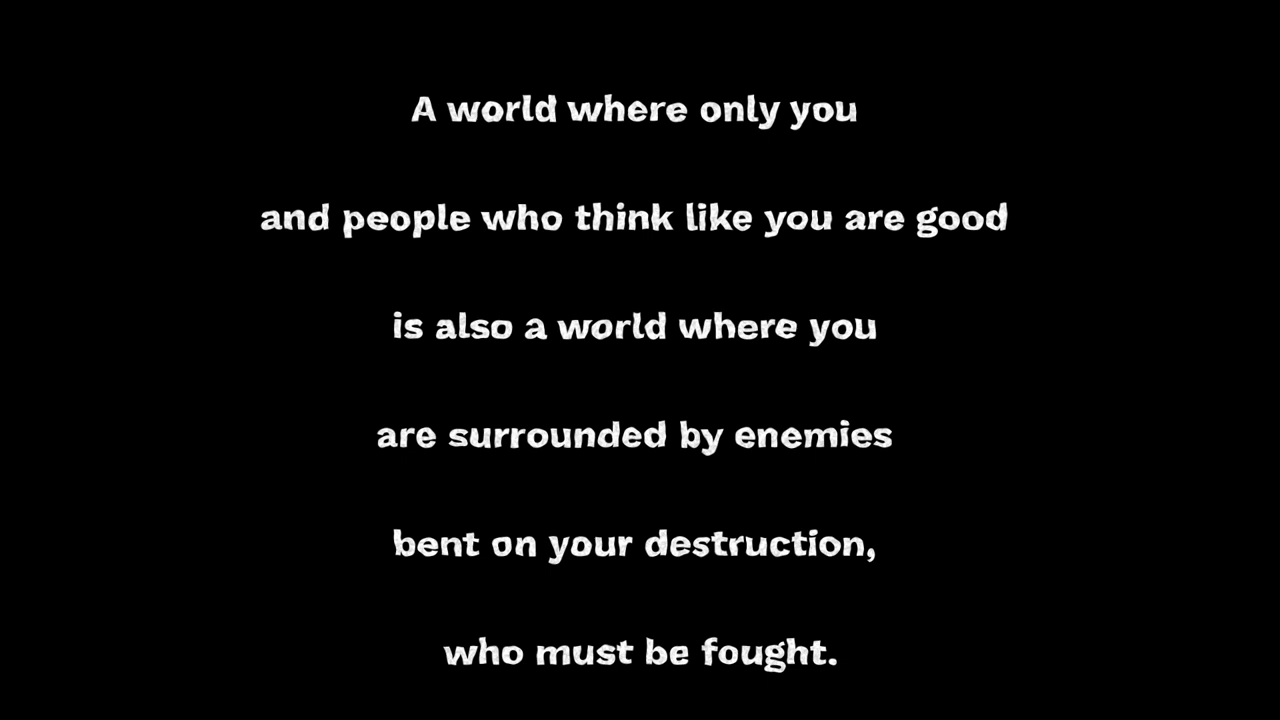 A world where only you
and people who think like you are good
is also a world where you
are surrounded by enemies
bent on your destruction,
who must be fought.